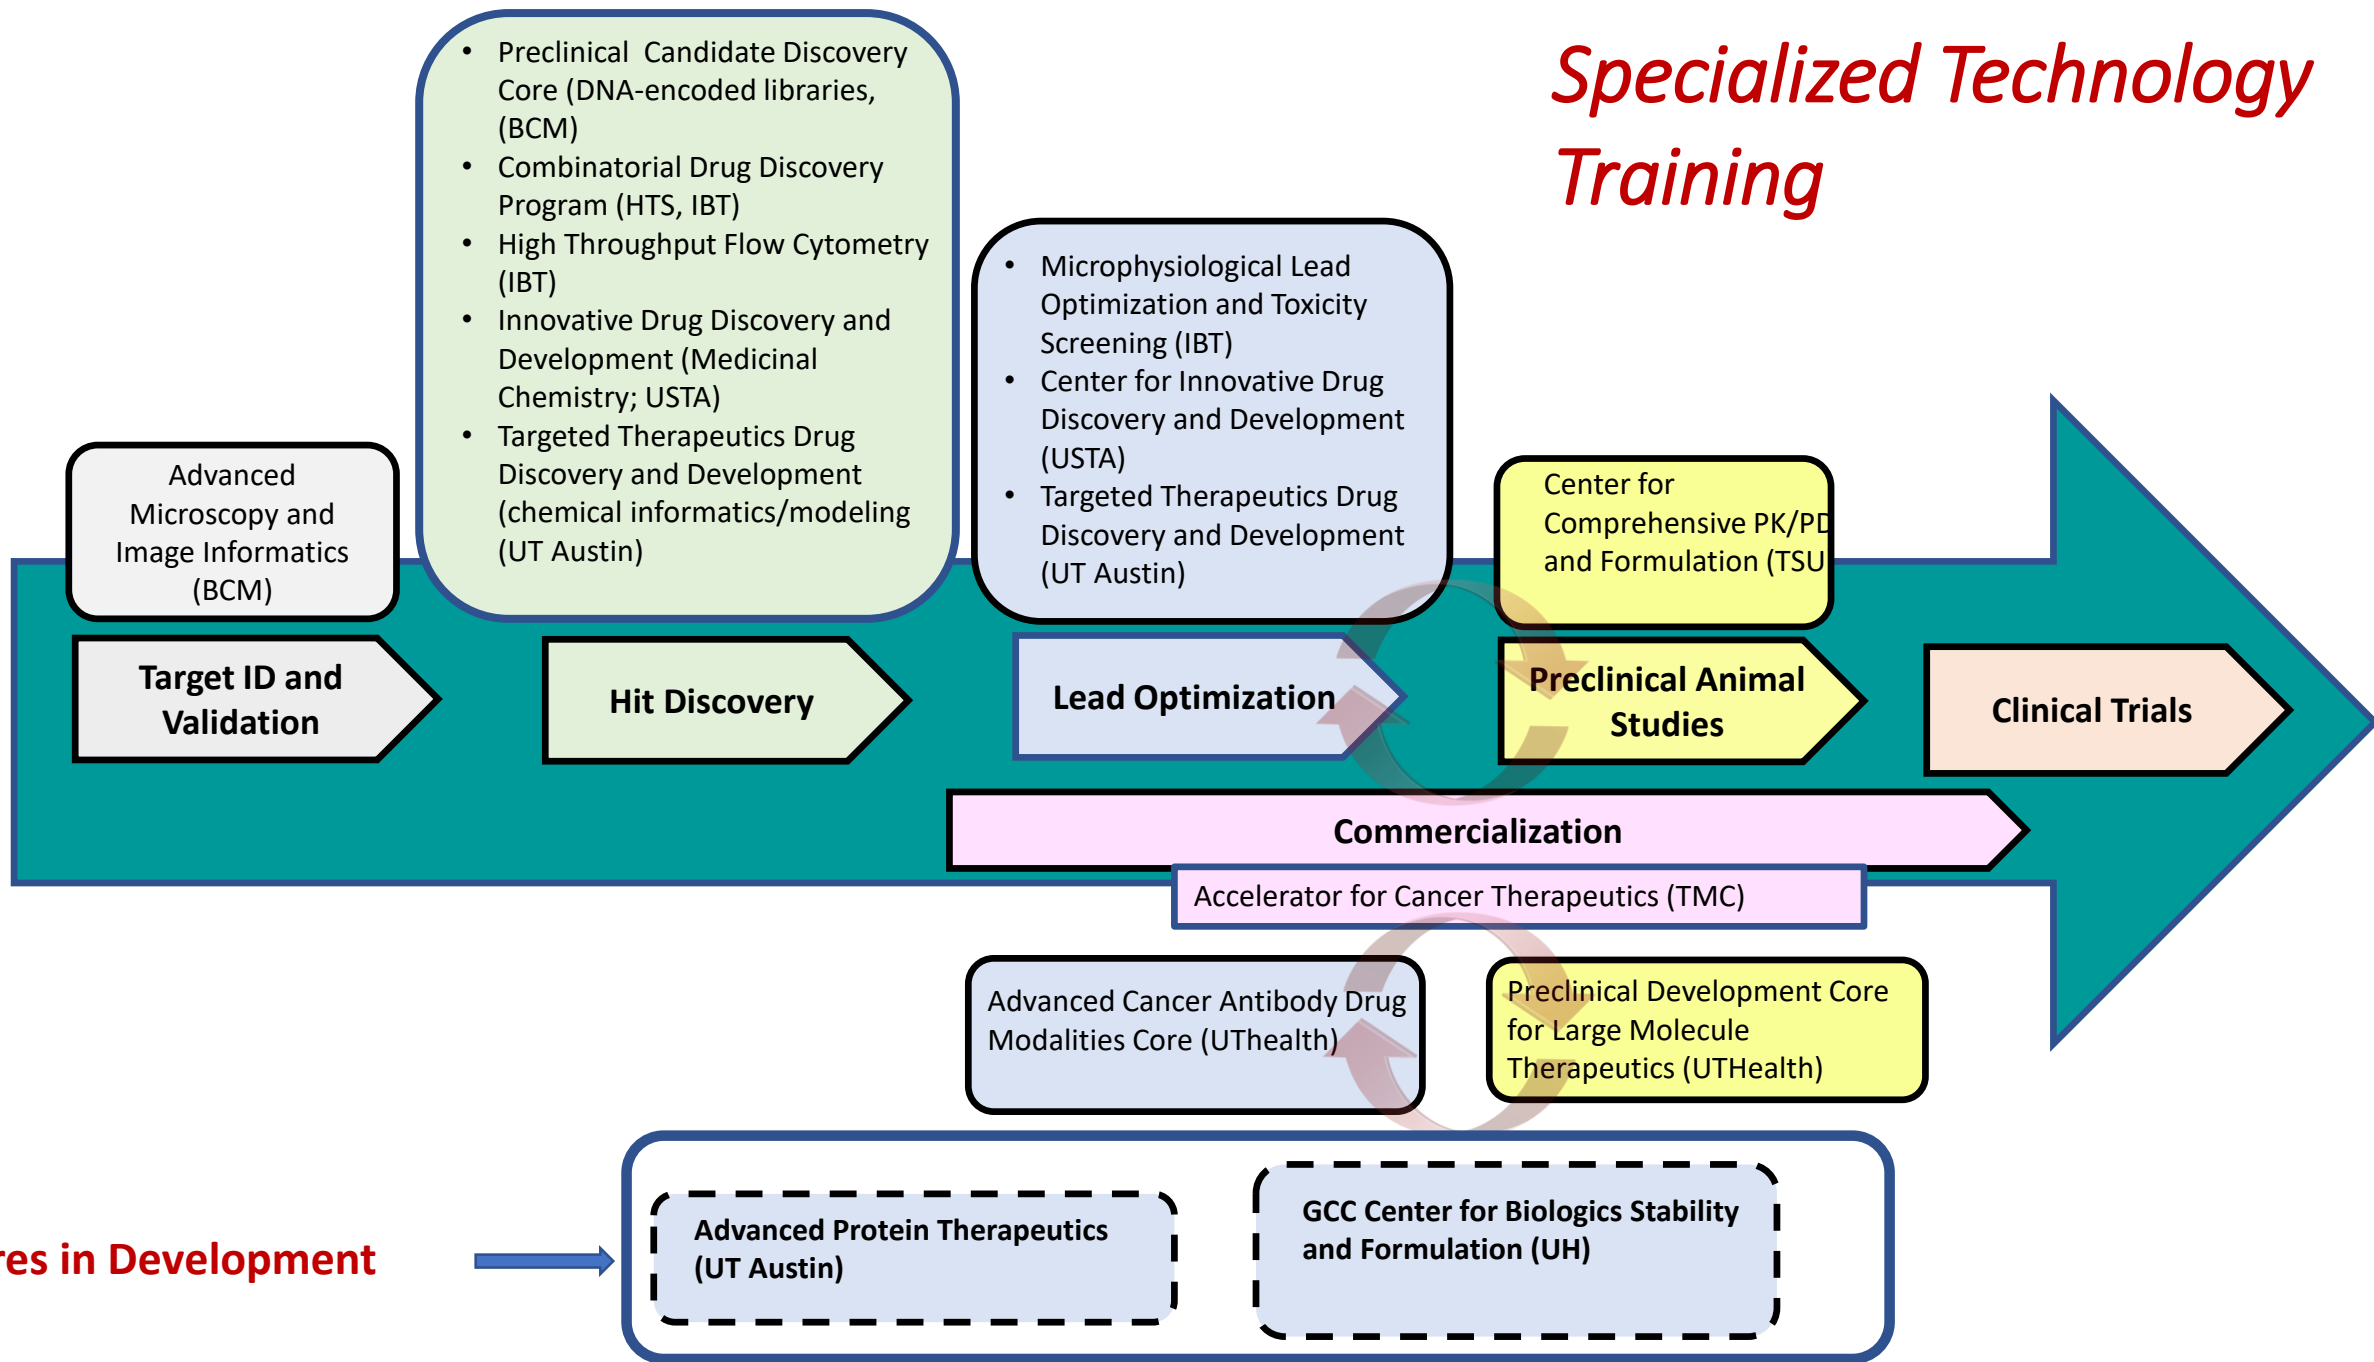 Specialized Technology
Training
• Preclinical  Candidate Discovery
Core (DNA-encoded libraries,
(BCM)
• Combinatorial Drug Discovery
Program (HTS, IBT)
• High Throughput Flow Cytometry
(IBT)
• Innovative Drug Discovery and
Development (Medicinal
Chemistry; USTA)
• Targeted Therapeutics Drug
Discovery and Development
(chemical informatics/modeling
(UT Austin)
• Microphysiological Lead
Optimization and Toxicity
Screening (IBT)
• Center for Innovative Drug
Discovery and Development
(USTA)
• Targeted Therapeutics Drug
Discovery and Development
(UT Austin)
Advanced
Microscopy and
Image Informatics
(BCM)
Center for
Comprehensive PK/PD
and Formulation (TSU
Target ID and
Validation
Hit Discovery
Lead Optimization
Preclinical Animal
Studies
Clinical Trials
Commercialization
Accelerator for Cancer Therapeutics (TMC)
Advanced Cancer Antibody Drug
Modalities Core (UThealth)
Preclinical Development Core
for Large Molecule
Therapeutics (UTHealth)
res in Development
Advanced Protein Therapeutics
(UT Austin)
GCC Center for Biologics Stability
and Formulation (UH)